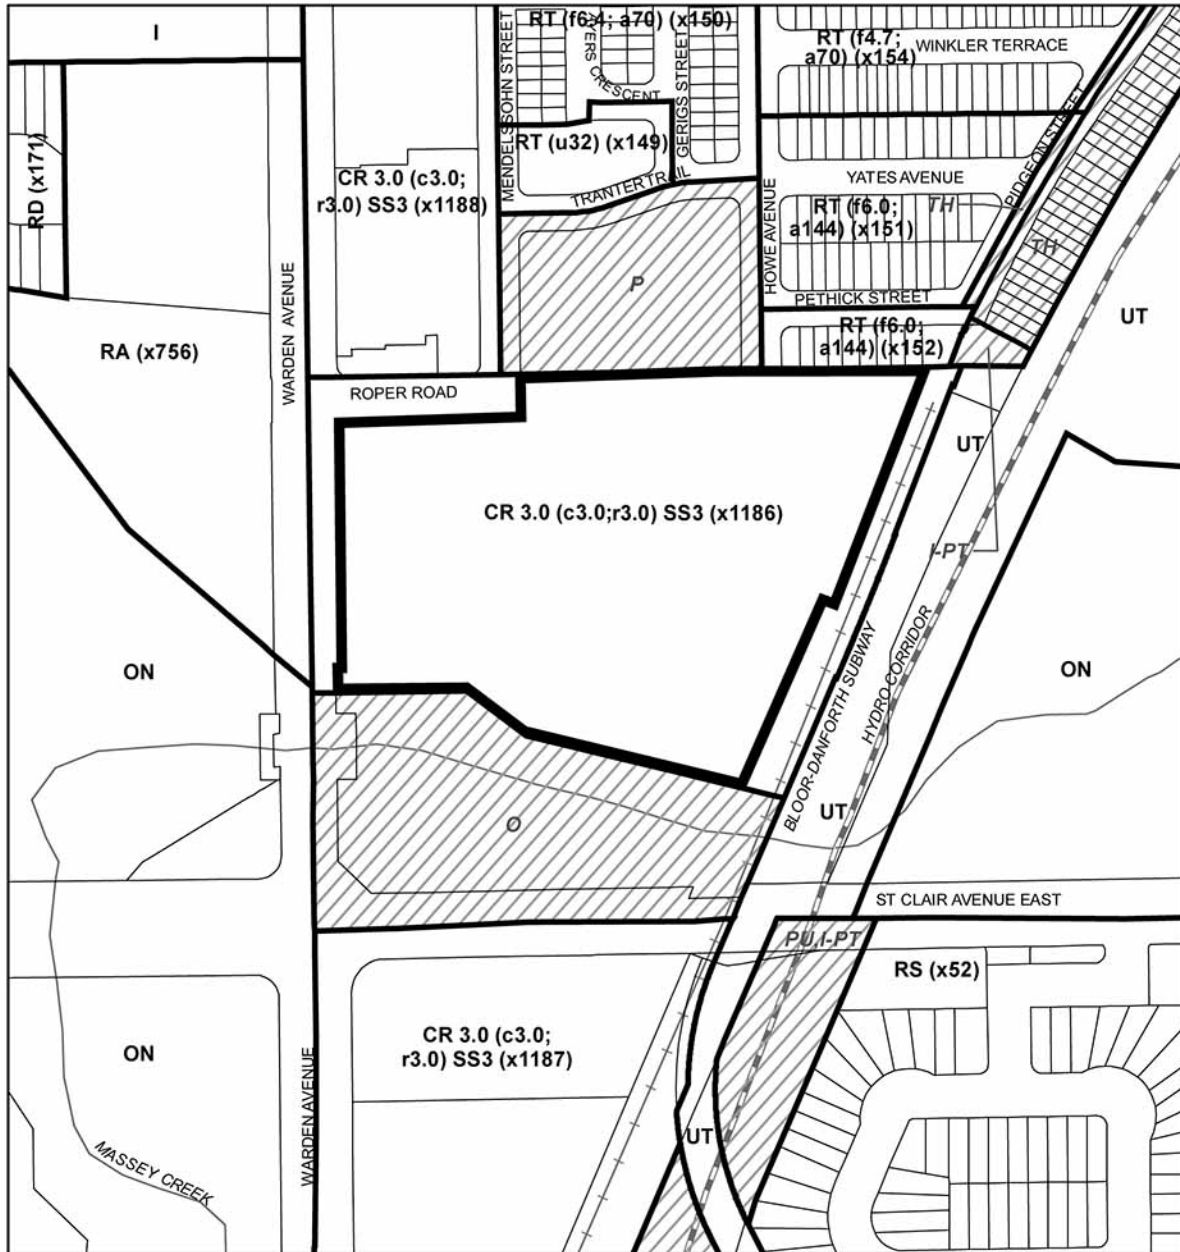 I
RT (f6.4; a70) (x150)
RT (f4.7;
a70) (x154)
WINKLER TERRACE
MENDELSSOHN STREET
AYERS CRESCENT
GERIGS STREET
RD (x171)
CR 3.0 (c3.0;
r3.0) SS3 (x1188)
RT (u32) (x149)
TRANTER TRAIL
PIDGEON STREET
YATES AVENUE
RT (f6.0;
a144) (x151)
TH
TH
HOWE AVENUE
P
PETHICK STREET
RT (f6.0;
a144) (x152)
UT
WARDEN AVENUE
RA (x756)
ROPER ROAD
UT
CR 3.0 (c3.0;r3.0) SS3 (x1186)
I-PT
HYDRO CORRIDOR
BLOOR-DANFORTH SUBWAY
ON
ON
UT
O
ST CLAIR AVENUE EAST
PU,I-PT
RS (x52)
CR 3.0 (c3.0;
r3.0) SS3 (x1187)
ON
WARDEN AVENUE
UT
MASSEY CREEK